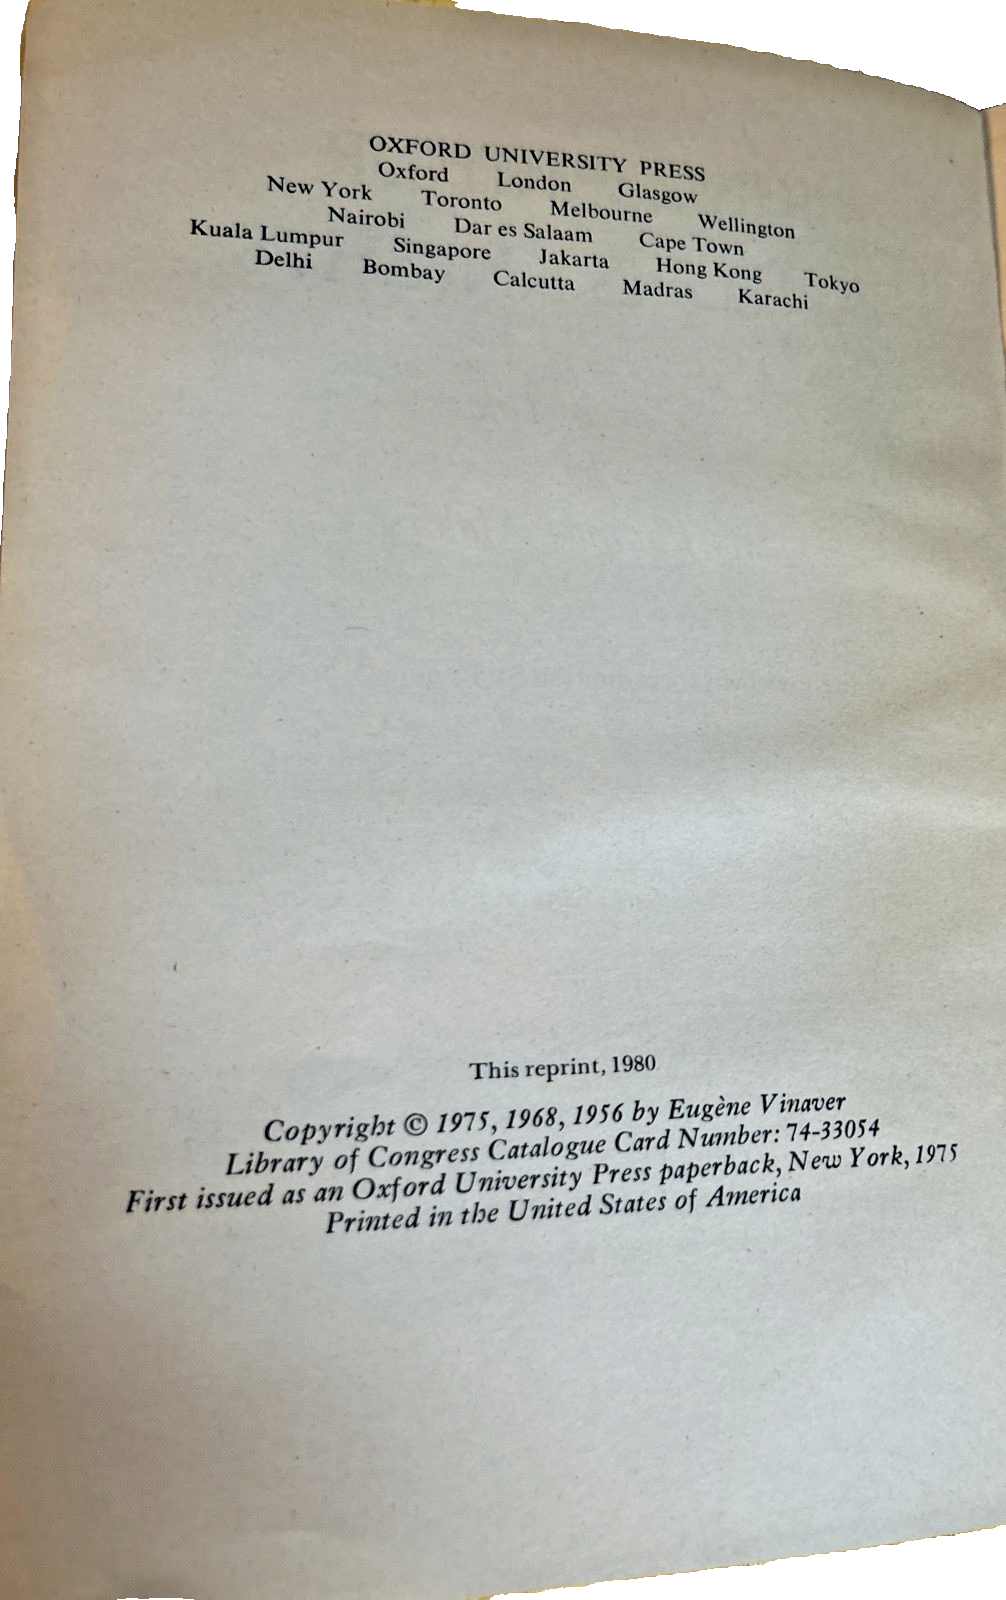 OXFORD UNIVERSITY PRESS
Oxford London Glasgow
New York Toronto Melbourne Wellington
Nairobi Dar es Salaam Cape Town
Kuala Lumpur Singapore Jakarta Hong Kong Tokyo
Delhi Bombay Calcutta Madras Karachi
This reprint, 1980
Copyright © 1975, 1968, 1956 by Eugène Vinaver
Library of Congress Catalogue Card Number: 74-33054
First issued as an Oxford University Press paperback, New York, 1975
Printed in the United States of America